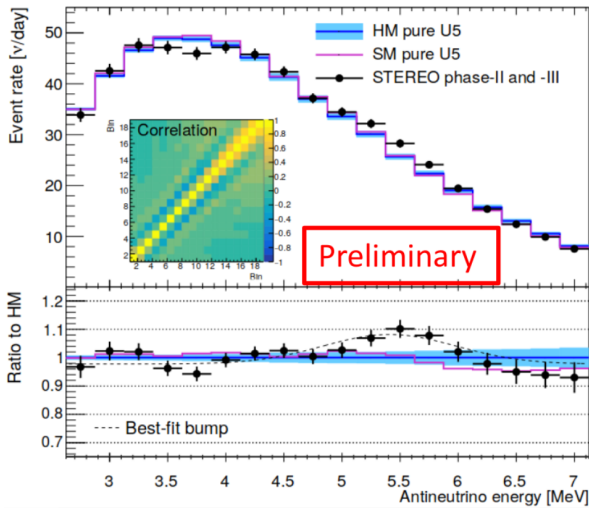 Event rate [ν/day]
50
40
30
20
10
HM pure U5
SM pure U5
STEREO phase-II and -III
Correlation
Bin
18
16
14
12
10
8
6
4
2
2 4 6 8 10 12 14 16 18
Bin
1
0.8
0.6
0.4
0.2
0
-0.2
-0.4
-0.6
-0.8
-1
Preliminary
Ratio to HM
1.2
1.1
1
0.9
0.8
0.7
Best-fit bump
3 3.5 4 4.5 5 5.5 6 6.5 7
Antineutrino energy [MeV]